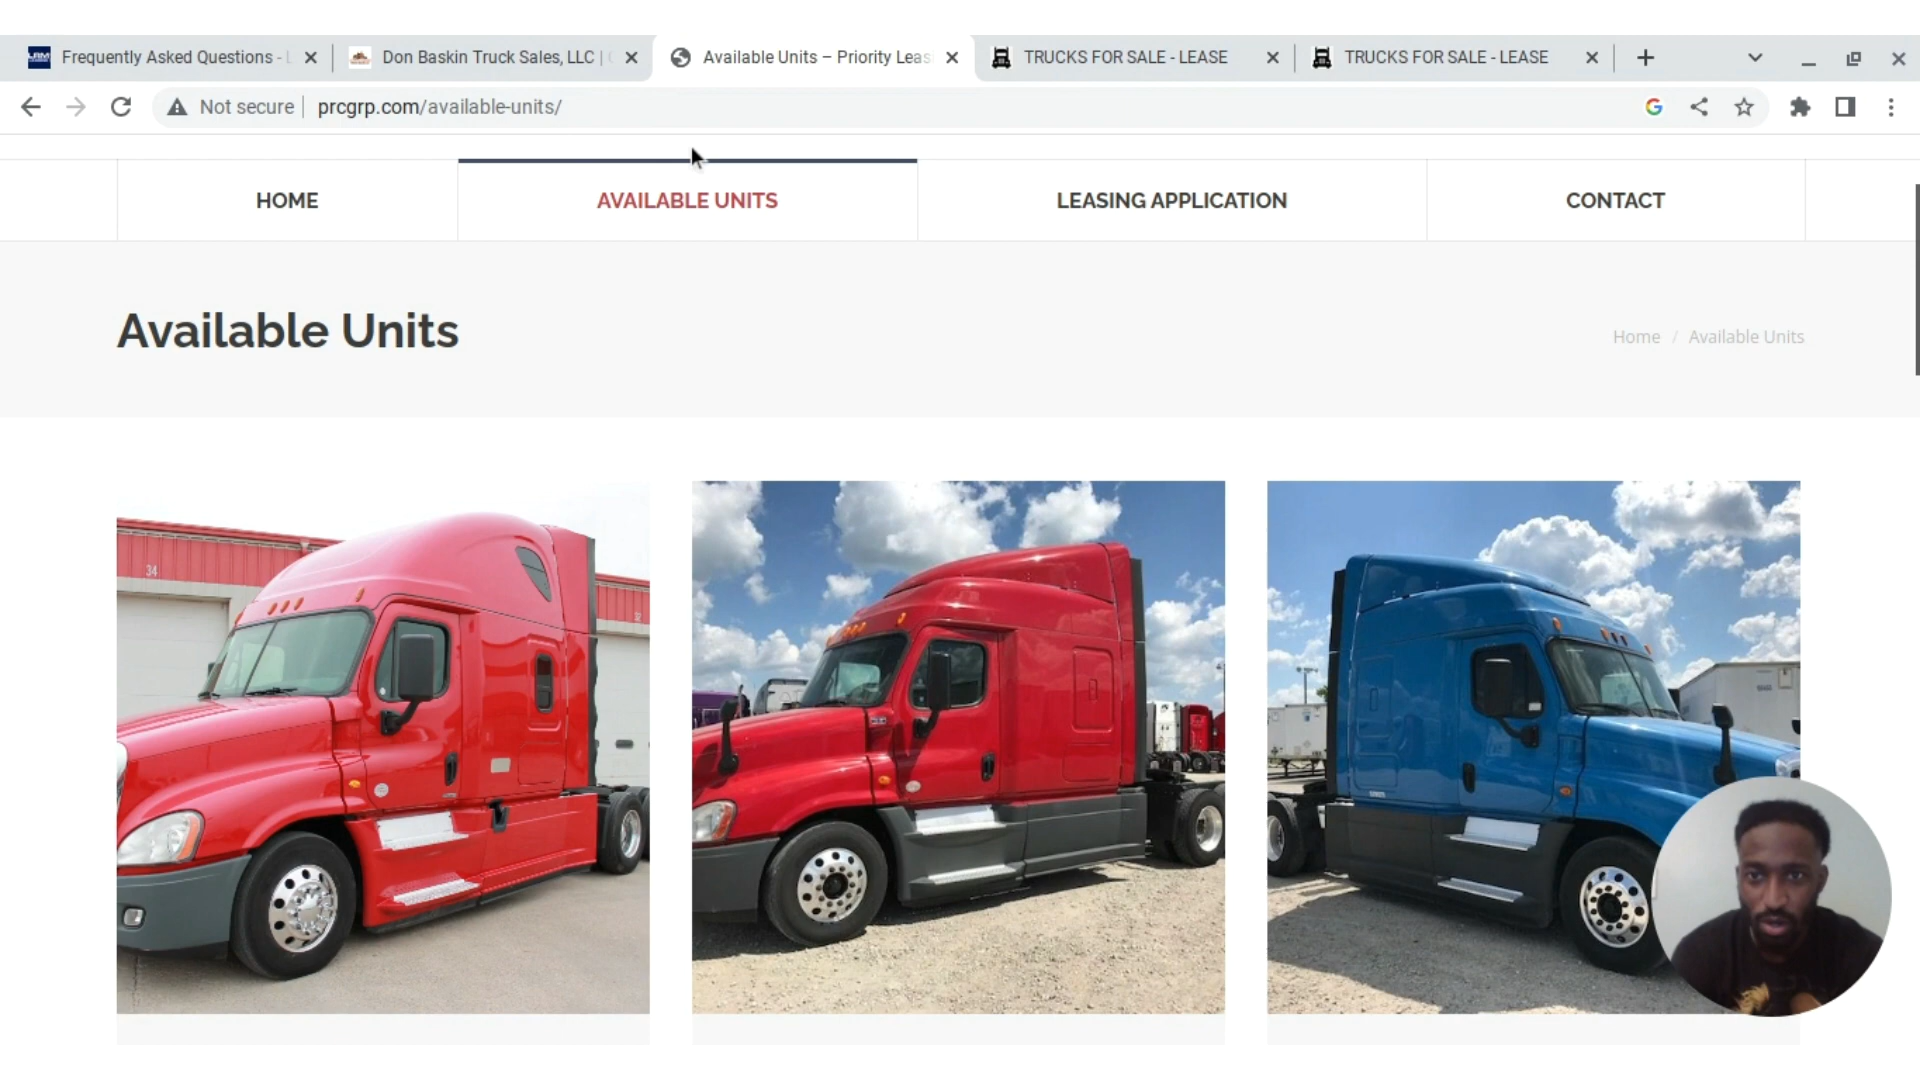 Frequently Asked Questions -
Don Baskin Truck Sales, LLC |
Available Units – Priority Leas
TRUCKS FOR SALE - LEASE
TRUCKS FOR SALE - LEASE
Not secure
prcgrp.com/available-units/
HOME
AVAILABLE UNITS
LEASING APPLICATION
CONTACT
Available Units
Home / Available Units
34